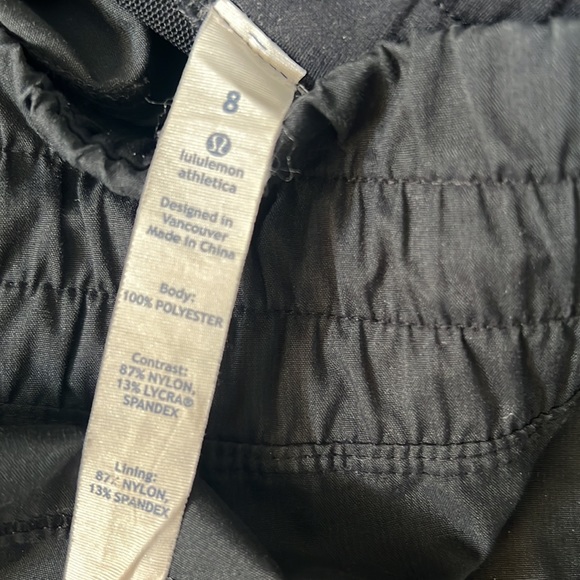 8
lululemon
athletica
Designed in
Vancouver
Made in China
Body:
100% POLYESTER
Contrast:
87% NYLON,
13% LYCRA®
SPANDEX
Lining:
87% NYLON,
13% SPANDEX